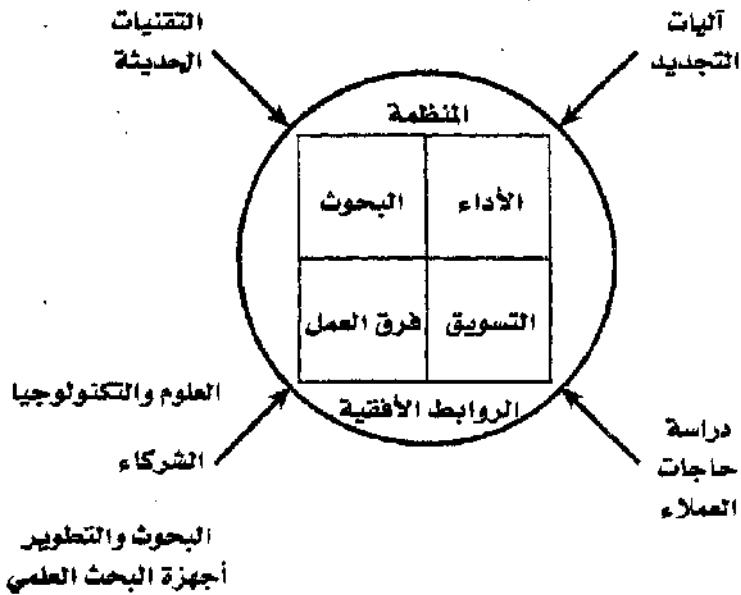 آليات
التجديد
التقنيات
الحديثة
المنظمة
الأداء
البحوث
التسويق
فرق العمل
الروابط الأفقية
دراسة
حاجات
العملاء
العلوم والتكنولوجيا
الشركاء
البحوث والتطوير
أجهزة البحث العلمي